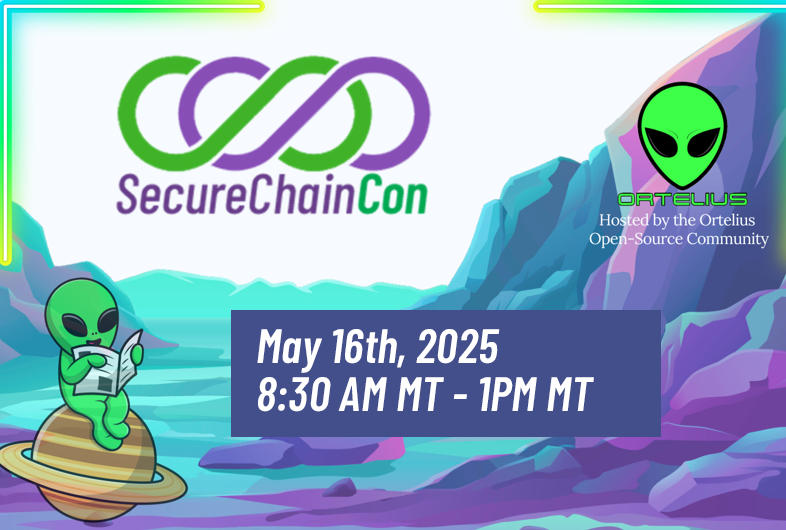 SecureChainCon
ORTELIUS
Hosted by the Ortelius
Open-Source Community
May 16th, 2025
8:30 AM MT - 1PM MT